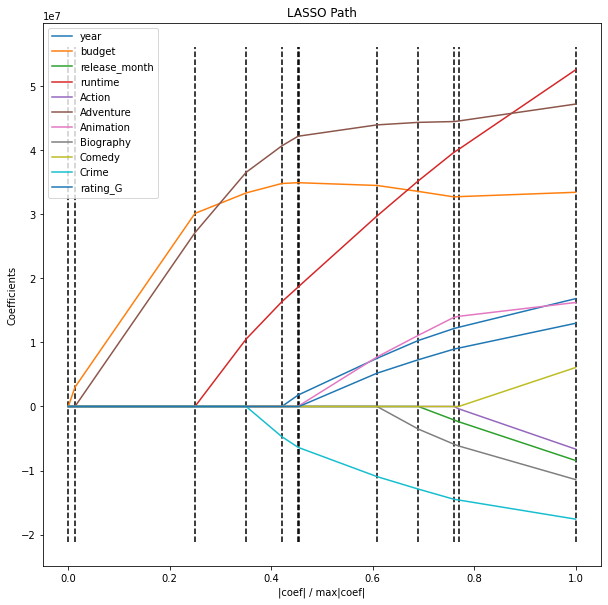 LASSO Path
1e7
year
budget
release_month
runtime
Action
Adventure
Animation
Biography
Comedy
Crime
rating_G
5
4
3
2
1
0
−1
−2
Coefficients
0.0 0.2 0.4 0.6 0.8 1.0
|coef| / max|coef|